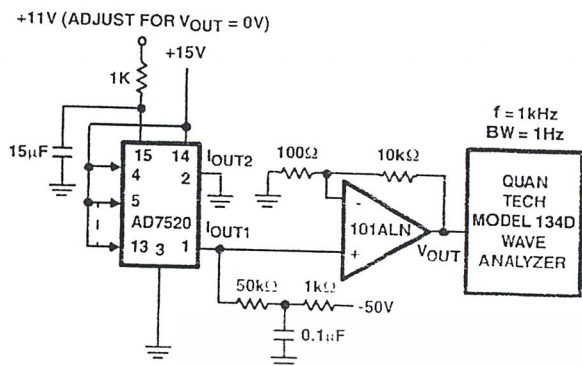 +11V (ADJUST FOR VOUT = 0V)
+15V
1K
15µF
15 14
4
5
13
3
2
1
AD7520
IOUT2
IOUT1
100Ω
10kΩ
-
+
101ALN
VOUT
50kΩ
1kΩ
-50V
0.1µF
f = 1kHz
BW = 1Hz
QUAN
TECH
MODEL 134D
WAVE
ANALYZER